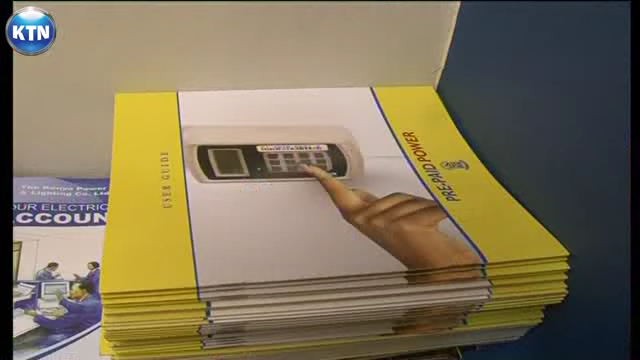 KTN
USER GUIDE
PRE-PAID POWER
The Kenya Power
& Lighting Co. Ltd
OUR ELECTRIC
ACCOUN